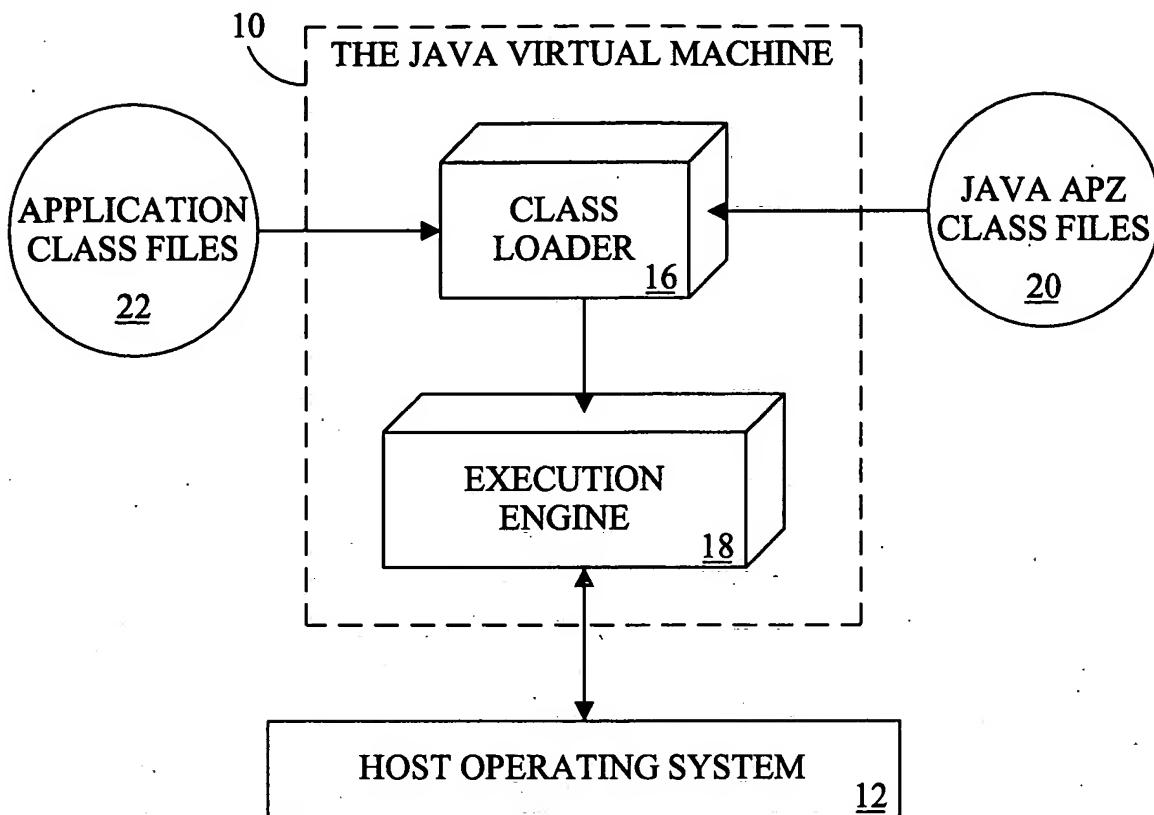 10
THE JAVA VIRTUAL MACHINE
APPLICATION
CLASS FILES
22
CLASS
LOADER
16
JAVA APZ
CLASS FILES
20
EXECUTION
ENGINE
18
HOST OPERATING SYSTEM
12